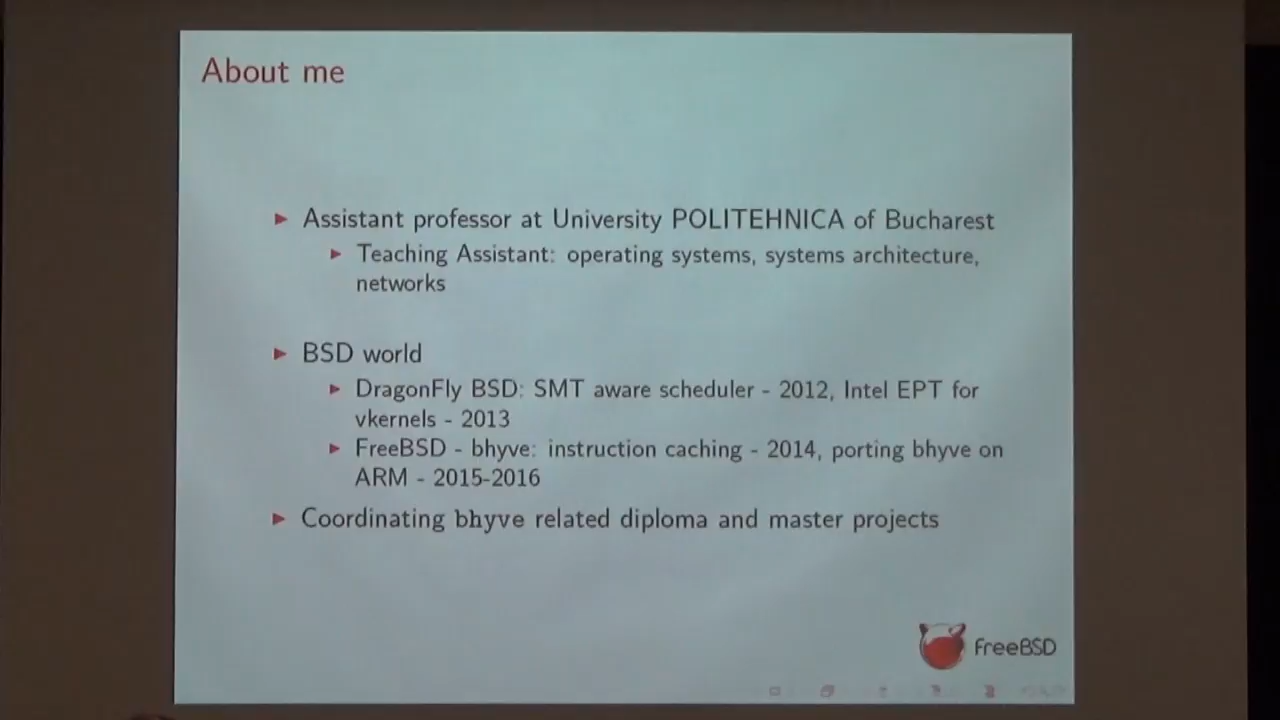 About me
Assistant professor at University POLITEHNICA of Bucharest
Teaching Assistant: operating systems, systems architecture,
networks
BSD world
DragonFly BSD: SMT aware scheduler - 2012, Intel EPT for
vkernels - 2013
FreeBSD - bhyve: instruction caching - 2014, porting bhyve on
ARM - 2015-2016
Coordinating bhyve related diploma and master projects
FreeBSD